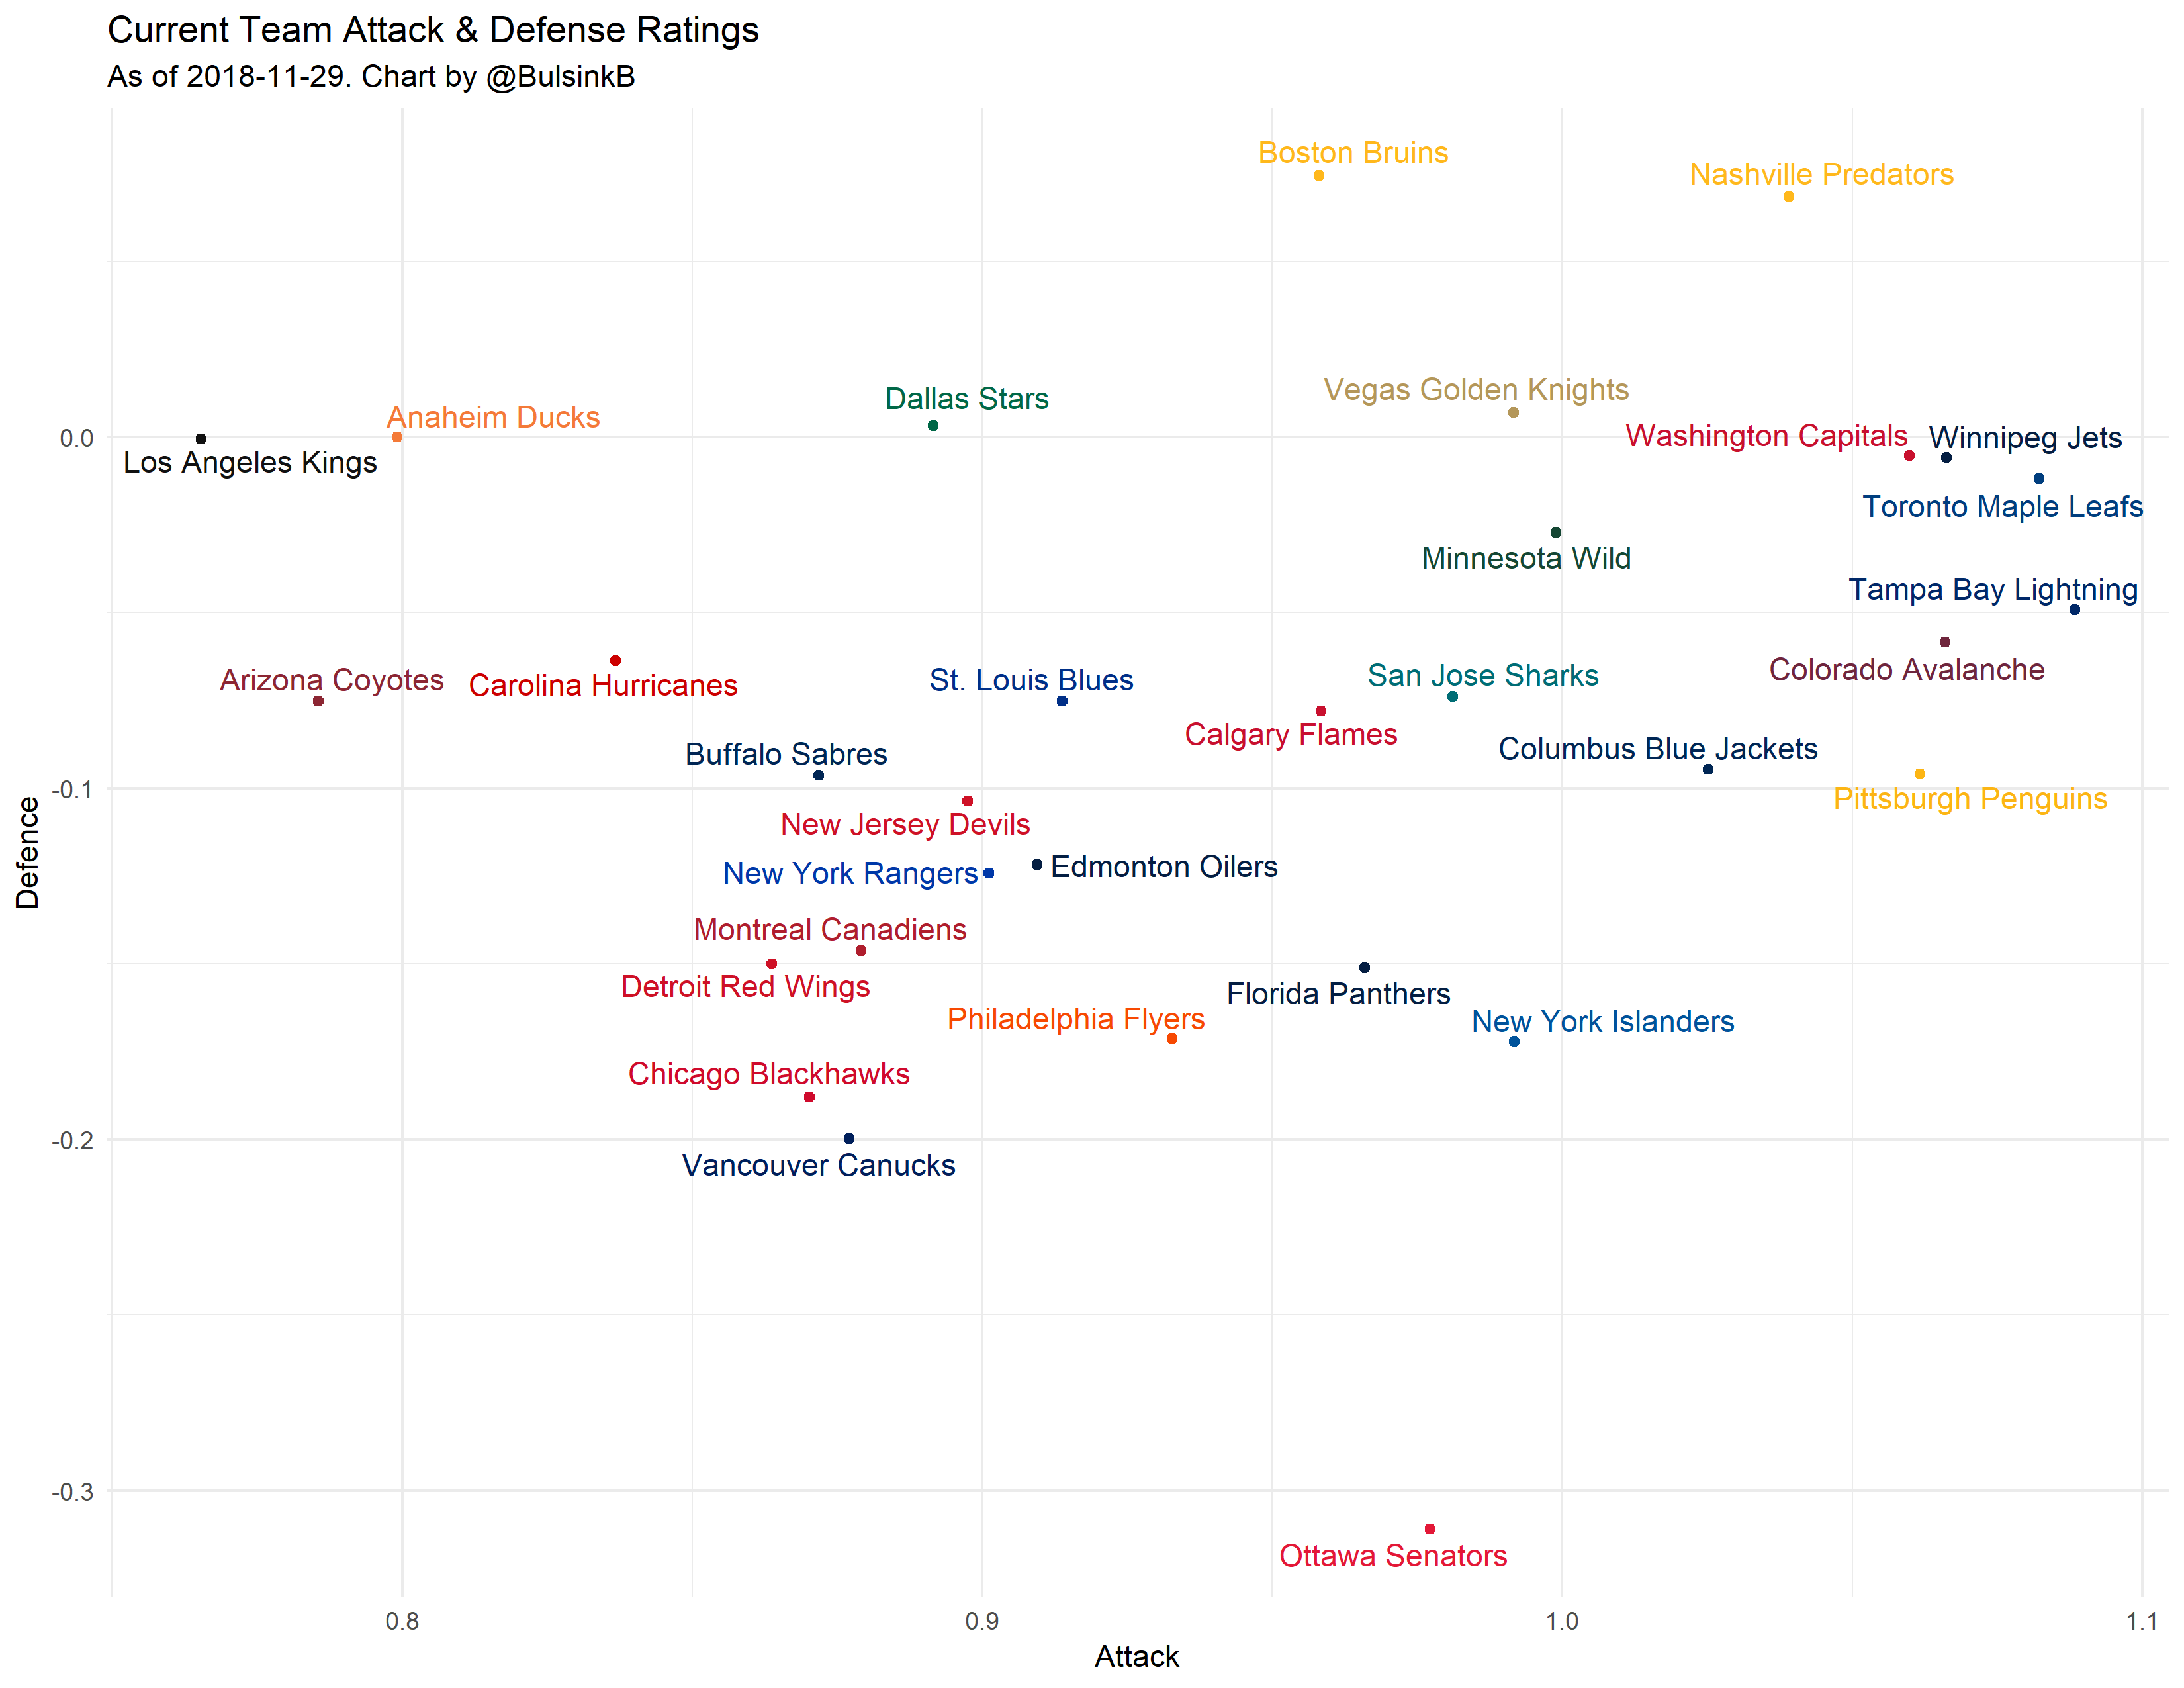 Current Team Attack & Defense Ratings
As of 2018-11-29. Chart by @BulsinkB
Boston Bruins
Nashville Predators
Vegas Golden Knights
Dallas Stars
Anaheim Ducks
0.0
Washington Capitals
Winnipeg Jets
Los Angeles Kings
Toronto Maple Leafs
Minnesota Wild
Tampa Bay Lightning
Colorado Avalanche
San Jose Sharks
Arizona Coyotes
St. Louis Blues
Carolina Hurricanes
Calgary Flames
Columbus Blue Jackets
Buffalo Sabres
-0.1
Pittsburgh Penguins
New Jersey Devils
Defence
Edmonton Oilers
New York Rangers
Montreal Canadiens
Detroit Red Wings
Florida Panthers
Philadelphia Flyers
New York Islanders
Chicago Blackhawks
-0.2
Vancouver Canucks
-0.3
Ottawa Senators
0.8
0.9
1.0
1.1
Attack